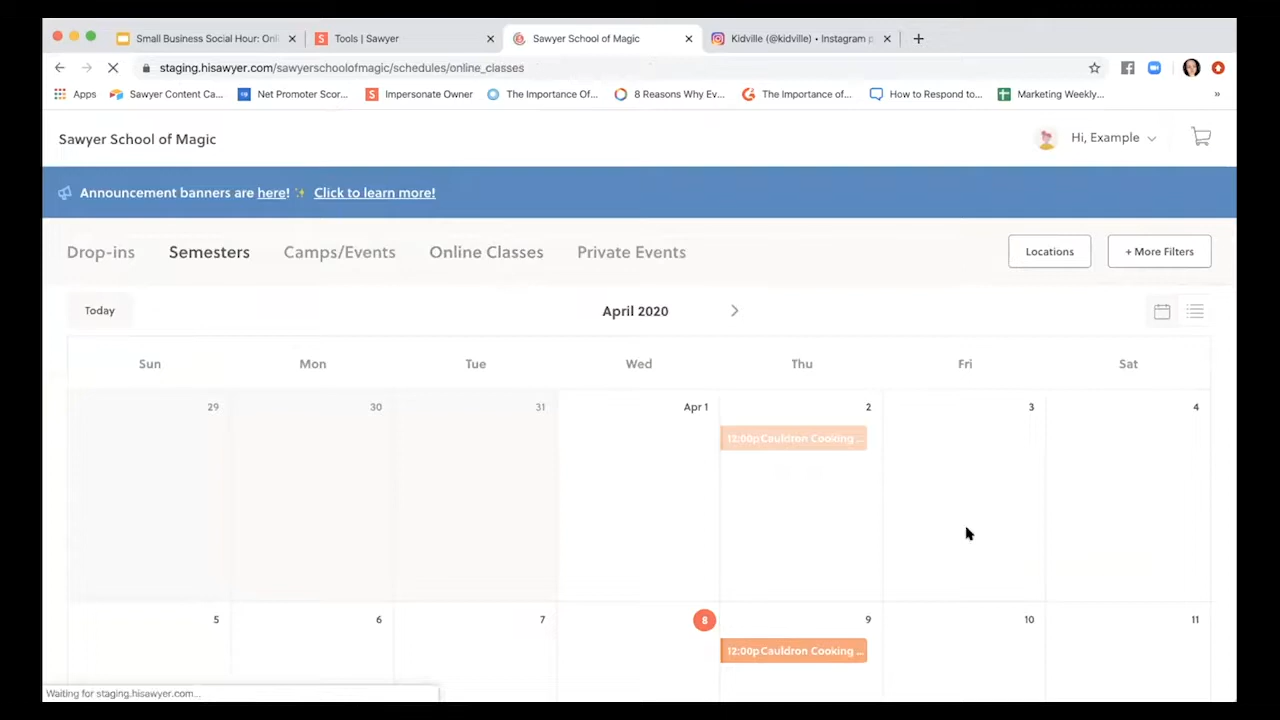 Small Business Social Hour: Onli
Tools | Sawyer
Sawyer School of Magic
Kidville (@kidville) • Instagram p
staging.hisawyer.com/sawyerschoolofmagic/schedules/online_classes
Apps
Sawyer Content Ca...
Net Promoter Scor...
Impersonate Owner
The Importance Of...
8 Reasons Why Ev...
The Importance of...
How to Respond to...
Marketing Weekly...
»
Sawyer School of Magic
Hi, Example
Announcement banners are here! ✨ Click to learn more!
Drop-ins
Semesters
Camps/Events
Online Classes
Private Events
Locations
+ More Filters
Today
April 2020
Sun Mon Tue Wed Thu Fri Sat
29 30 31 Apr 1 2 3 4
12:00p Cauldron Cooking ...
5 6 7 8 9 10 11
12:00p Cauldron Cooking ...
Waiting for staging.hisawyer.com...